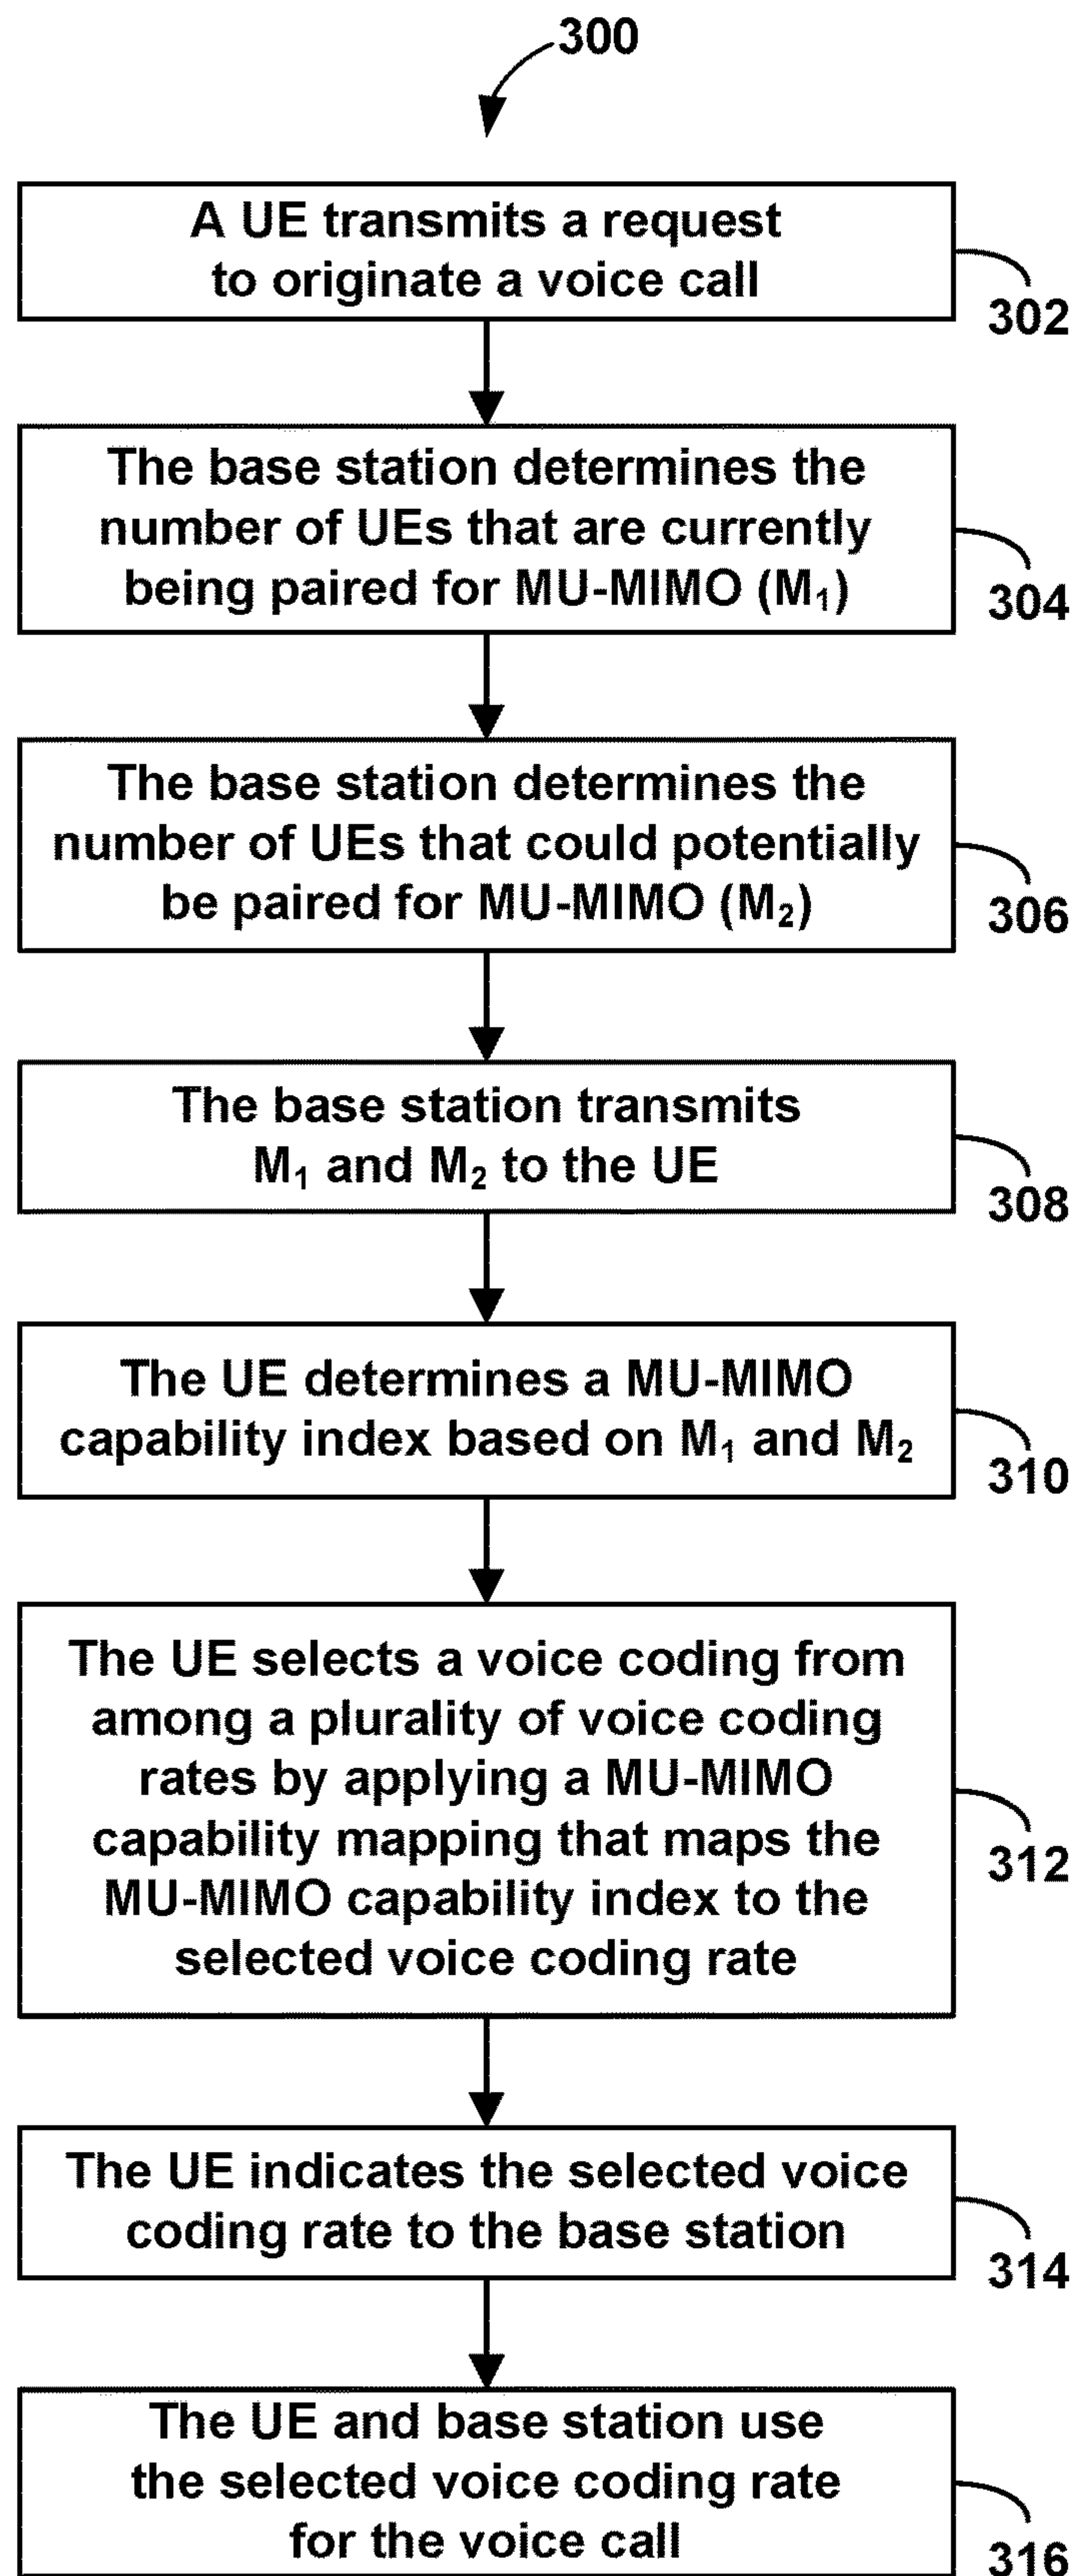 300
A UE transmits a request
to originate a voice call
302
The base station determines the
number of UEs that are currently
being paired for MU-MIMO (M₁)
304
The base station determines the
number of UEs that could potentially
be paired for MU-MIMO (M₂)
306
The base station transmits
M₁ and M₂ to the UE
308
The UE determines a MU-MIMO
capability index based on M₁ and M₂
310
The UE selects a voice coding from
among a plurality of voice coding
rates by applying a MU-MIMO
capability mapping that maps the
MU-MIMO capability index to the
selected voice coding rate
312
The UE indicates the selected voice
coding rate to the base station
314
The UE and base station use
the selected voice coding rate
for the voice call
316